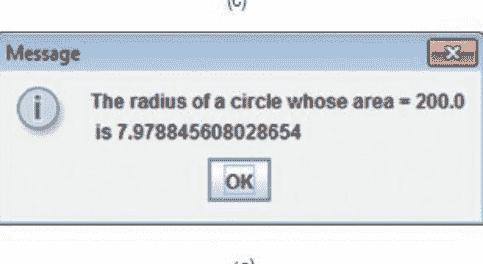 (c)
Message
The radius of a circle whose area = 200.0
is 7.978845608028654
OK